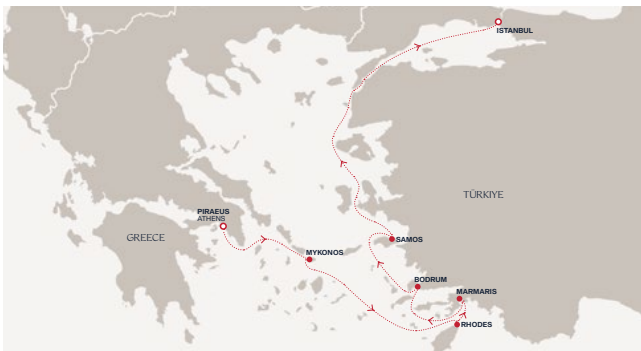 ISTANBUL
TÜRKIYE
PIRAEUS
ATHENS
GREECE
SAMOS
MYKONOS
BODRUM
MARMARIS
RHODES